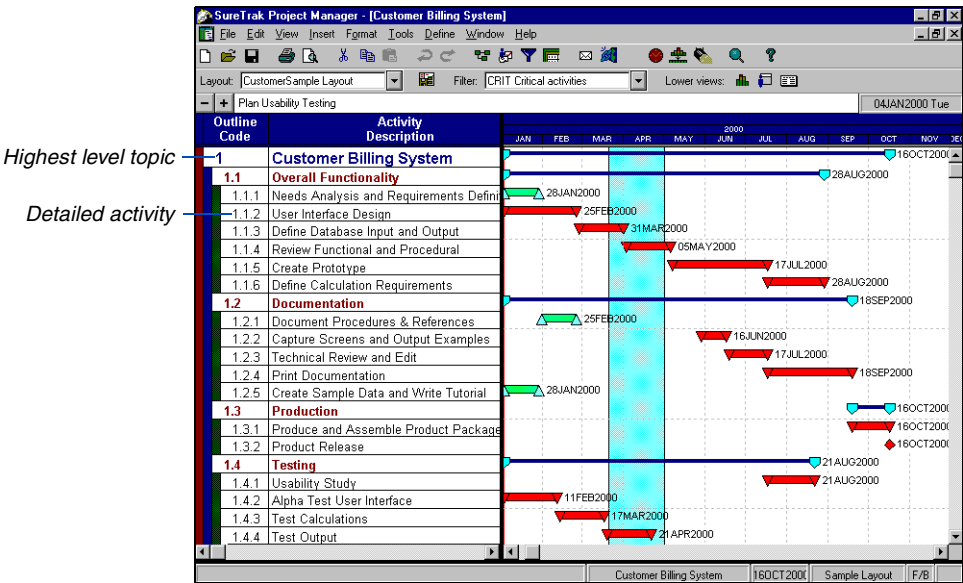 SureTrak Project Manager - [Customer Billing System]
File Edit View Insert Format Tools Define Window Help
Layout: CustomerSample Layout Filter: CRIT Critical activities Lower views:
Plan Usability Testing 04JAN2000 Tue
Outline Code Activity Description
2000
JAN FEB MAR APR MAY JUN JUL AUG SEP OCT NOV DEC
Highest level topic
1 Customer Billing System 16OCT2000
1.1 Overall Functionality 28AUG2000
1.1.1 Needs Analysis and Requirements Defini 28JAN2000
Detailed activity
1.1.2 User Interface Design 25FEB2000
1.1.3 Define Database Input and Output 31MAR2000
1.1.4 Review Functional and Procedural 05MAY2000
1.1.5 Create Prototype 17JUL2000
1.1.6 Define Calculation Requirements 28AUG2000
1.2 Documentation 18SEP2000
1.2.1 Document Procedures & References 25FEB2000
1.2.2 Capture Screens and Output Examples 16JUN2000
1.2.3 Technical Review and Edit 17JUL2000
1.2.4 Print Documentation 18SEP2000
1.2.5 Create Sample Data and Write Tutorial 28JAN2000
1.3 Production 16OCT2000
1.3.1 Produce and Assemble Product Package 16OCT2000
1.3.2 Product Release 16OCT2000
1.4 Testing 21AUG2000
1.4.1 Usability Study 21AUG2000
1.4.2 Alpha Test User Interface 11FEB2000
1.4.3 Test Calculations 17MAR2000
1.4.4 Test Output 21APR2000
Customer Billing System 16OCT2000 Sample Layout F/B